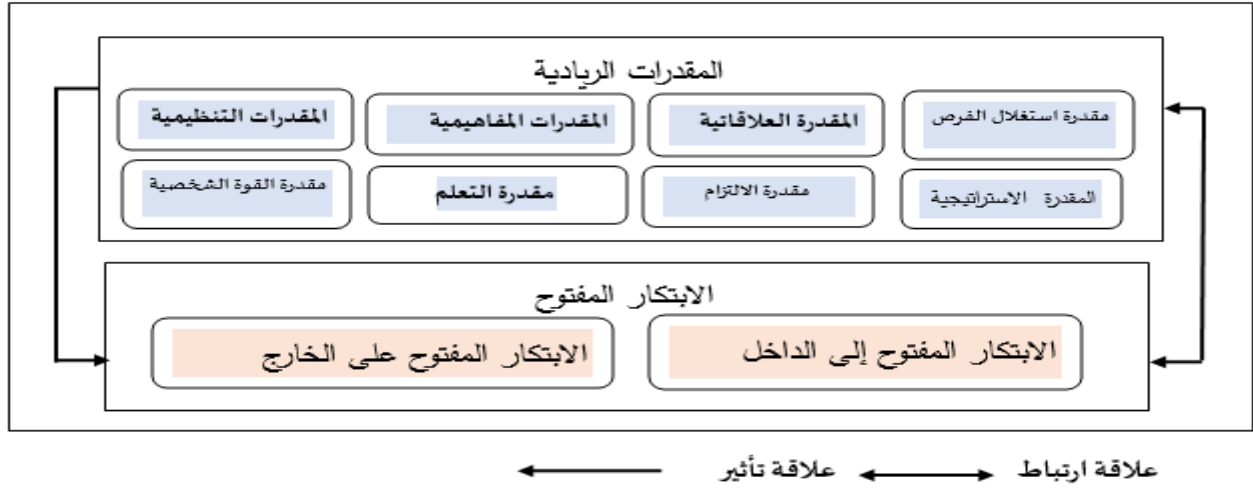 المقدرات الريادية
مقدرة استغلال الفرص
المقدرة العلاقاتية
المقدرات المفاهيمية
المقدرات التنظيمية
المقدرة الاستراتيجية
مقدرة الالتزام
مقدرة التعلم
مقدرة القوة الشخصية
الابتكار المفتوح
الابتكار المفتوح إلى الداخل
الابتكار المفتوح على الخارج
علاقة ارتباط
علاقة تأثير